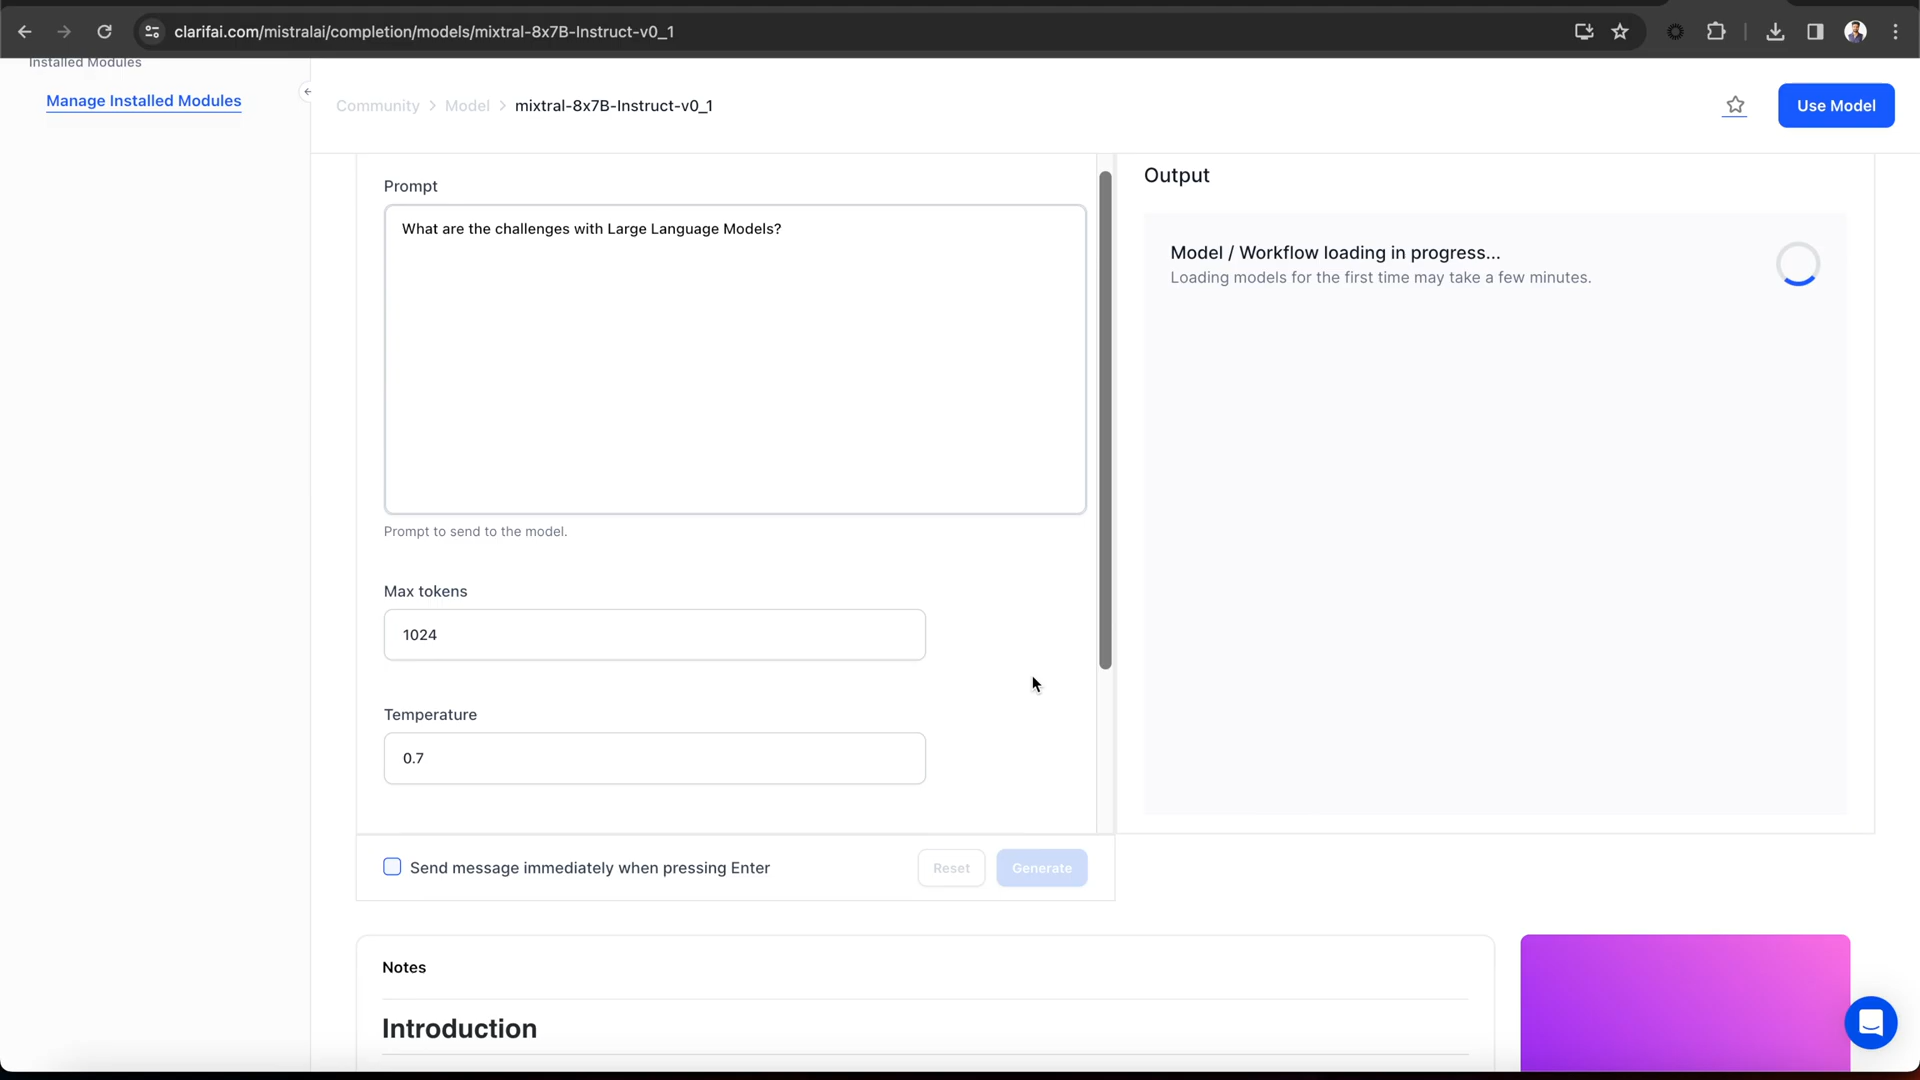 clarifai.com/mistralai/completion/models/mixtral-8x7B-Instruct-v0_1
Installed Modules
Manage Installed Modules
Community > Model > mixtral-8x7B-Instruct-v0_1
Use Model
Prompt
What are the challenges with Large Language Models?
Prompt to send to the model.
Max tokens
1024
Temperature
0.7
Send message immediately when pressing Enter
Reset
Generate
Output
Model / Workflow loading in progress...
Loading models for the first time may take a few minutes.
Notes
Introduction